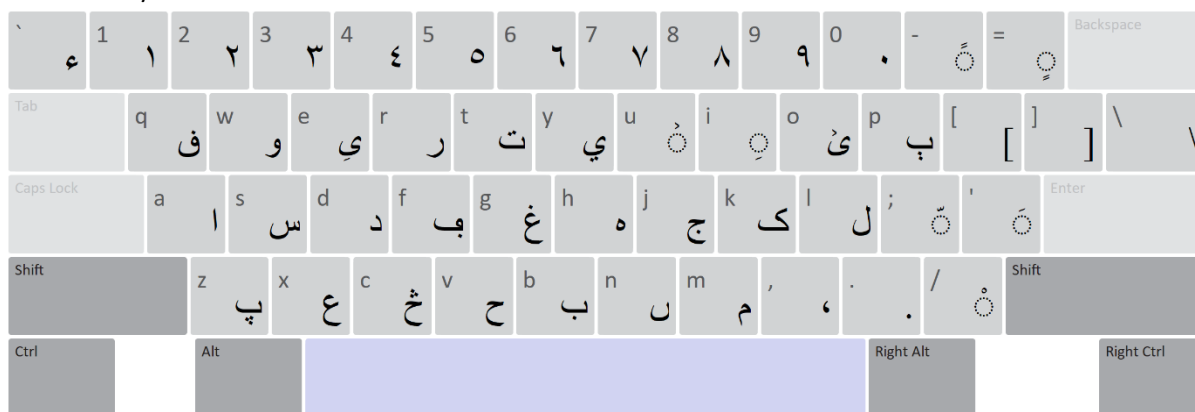 ` ء 1 ١ 2 ٢ 3 ٣ 4 ٤ 5 ٥ 6 ٦ 7 ٧ 8 ٨ 9 ٩ 0 ٠ - ◌ً = ◌ٍ Backspace
Tab q ف w و e ىِ r ر t ت y ي u i ◌ِ o p [ [ ] ] \ \
Caps Lock a ا s س d د f ڢ g غ h ه j ج k ک l ل ; ◌ّ ' ◌َ Enter
Shift z پ x ع c v ح b ب n ں m م , ، . . / ◌ْ Shift
Ctrl Alt Right Alt Right Ctrl